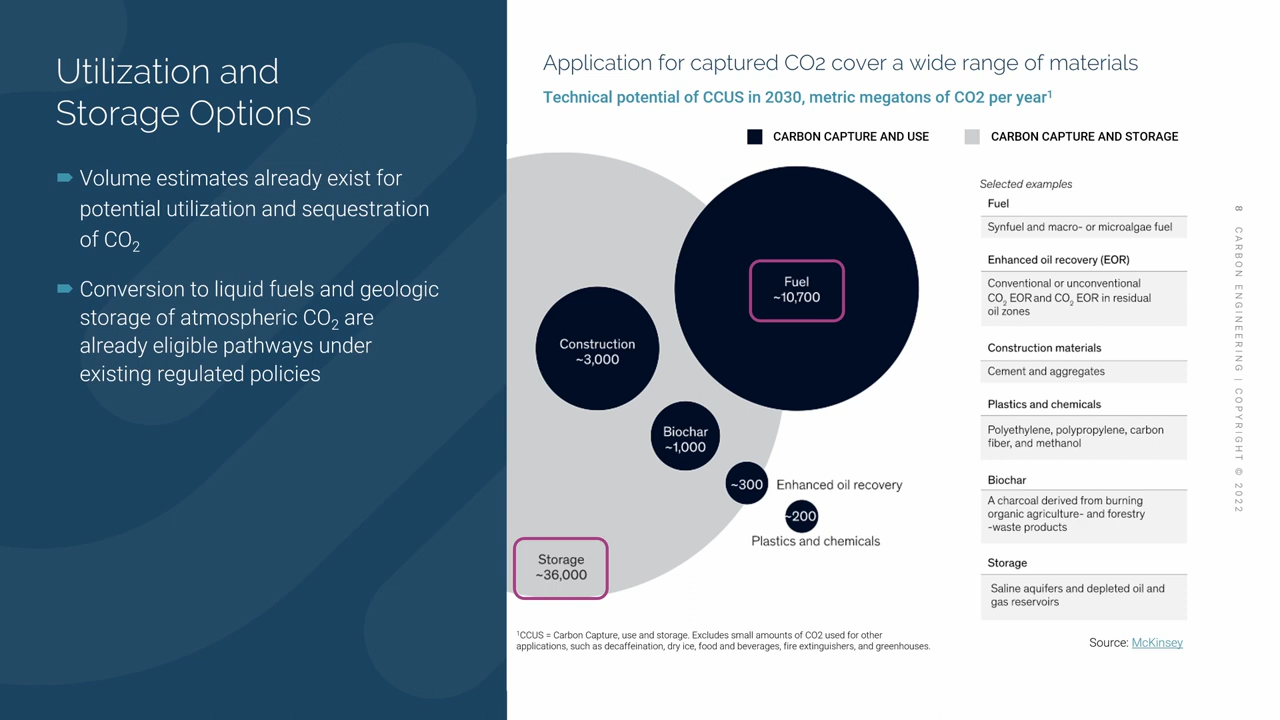 Utilization and
Storage Options
Volume estimates already exist for
potential utilization and sequestration
of CO2
Conversion to liquid fuels and geologic
storage of atmospheric CO2 are
already eligible pathways under
existing regulated policies
Application for captured CO2 cover a wide range of materials
Technical potential of CCUS in 2030, metric megatons of CO2 per year1
CARBON CAPTURE AND USE
CARBON CAPTURE AND STORAGE
Fuel
~10,700
Construction
~3,000
Biochar
~1,000
~300
Enhanced oil recovery
~200
Plastics and chemicals
Storage
~36,000
Selected examples
Fuel
Synfuel and macro- or microalgae fuel
Enhanced oil recovery (EOR)
Conventional or unconventional
CO2 EOR and CO2 EOR in residual
oil zones
Construction materials
Cement and aggregates
Plastics and chemicals
Polyethylene, polypropylene, carbon
fiber, and methanol
Biochar
A charcoal derived from burning
organic agriculture- and forestry
-waste products
Storage
Saline aquifers and depleted oil and
gas reservoirs
1CCUS = Carbon Capture, use and storage. Excludes small amounts of CO2 used for other
applications, such as decaffeination, dry ice, food and beverages, fire extinguishers, and greenhouses.
Source: McKinsey
8 CARBON ENGINEERING | COPYRIGHT © 2022